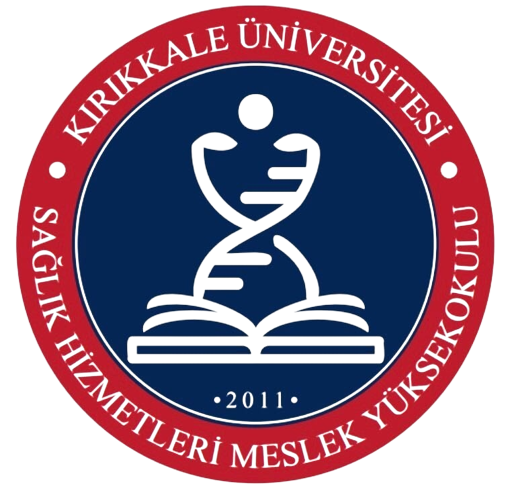 KIRIKKALE ÜNİVERSİTESİ
SAĞLIK HİZMETLERİ MESLEK YÜKSEKOKULU
•2011•